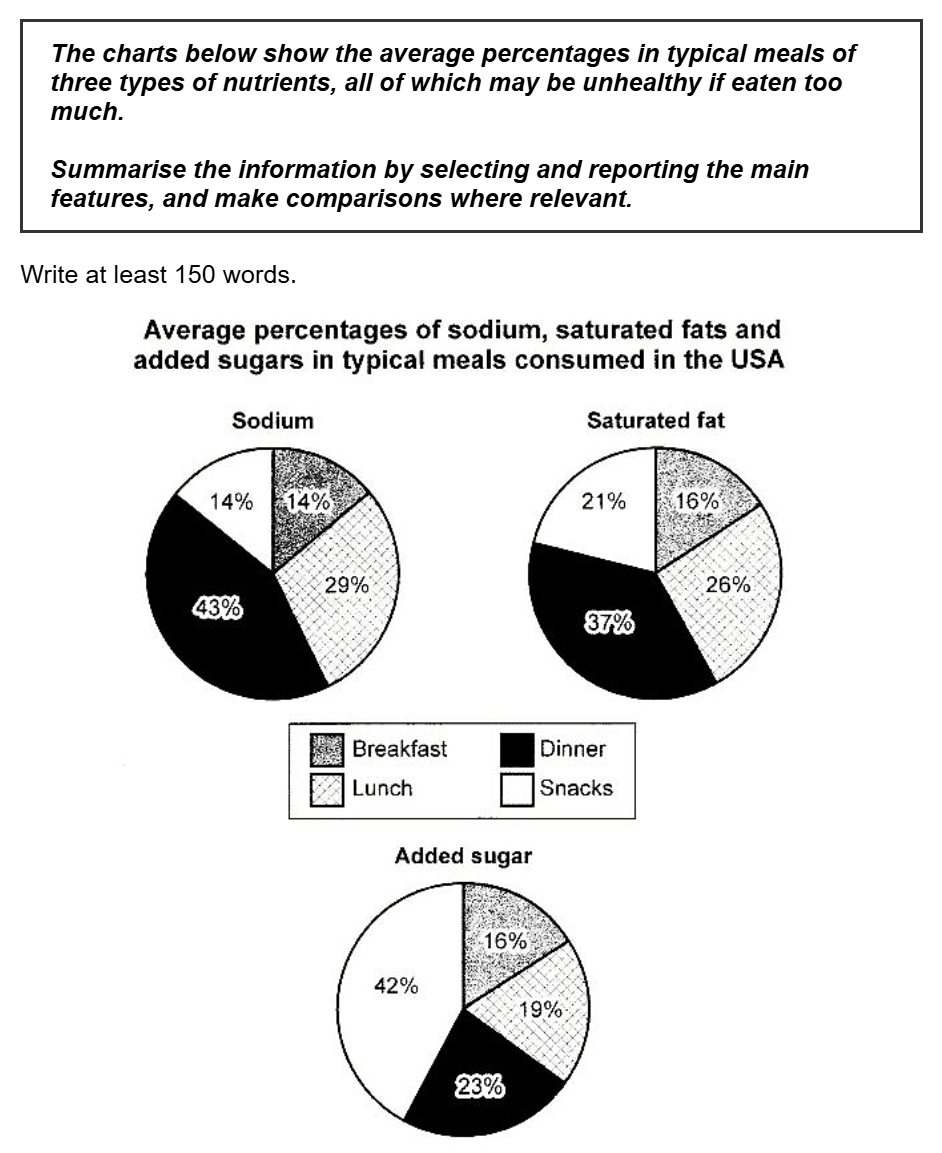 The charts below show the average percentages in typical meals of
three types of nutrients, all of which may be unhealthy if eaten too
much.
Summarise the information by selecting and reporting the main
features, and make comparisons where relevant.
Write at least 150 words.
Average percentages of sodium, saturated fats and
added sugars in typical meals consumed in the USA
Sodium
14%
14%
29%
43%
Saturated fat
21%
16%
26%
37%
Breakfast
Dinner
Lunch
Snacks
Added sugar
16%
42%
19%
23%